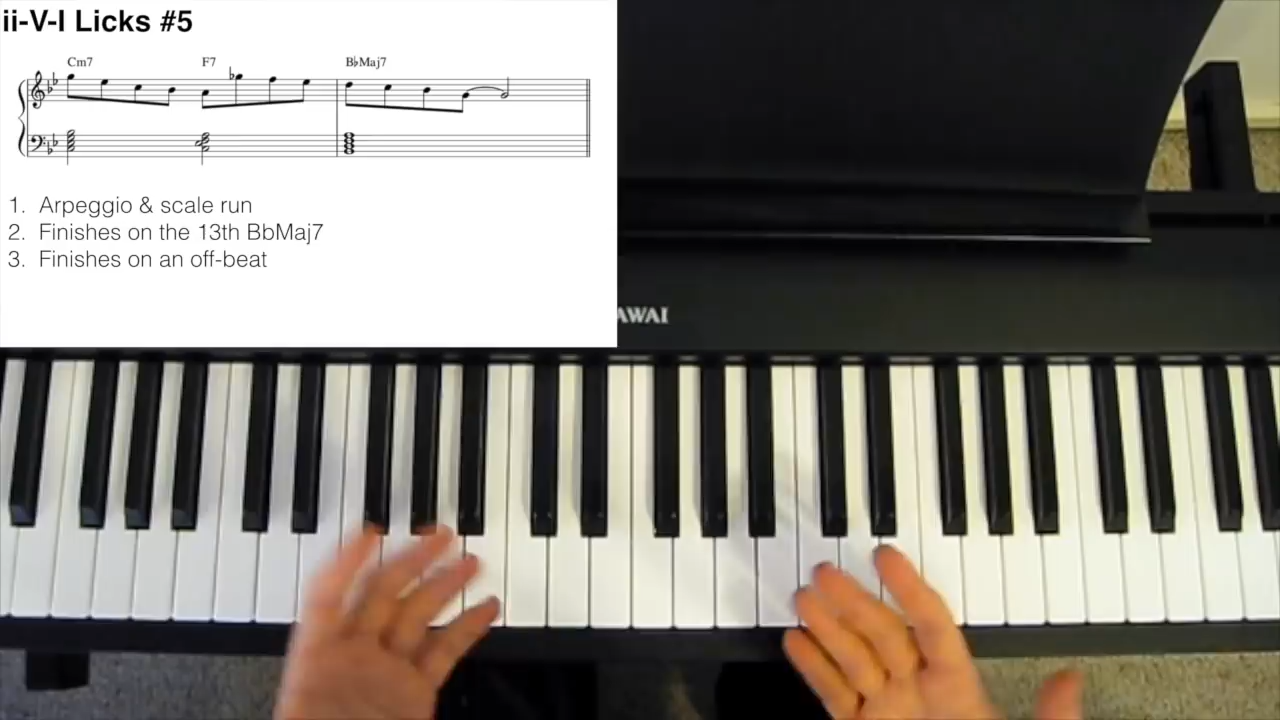 ii-V-I Licks #5
Cm7 F7 B♭Maj7
1. Arpeggio & scale run
2. Finishes on the 13th BbMaj7
3. Finishes on an off-beat
AWAI